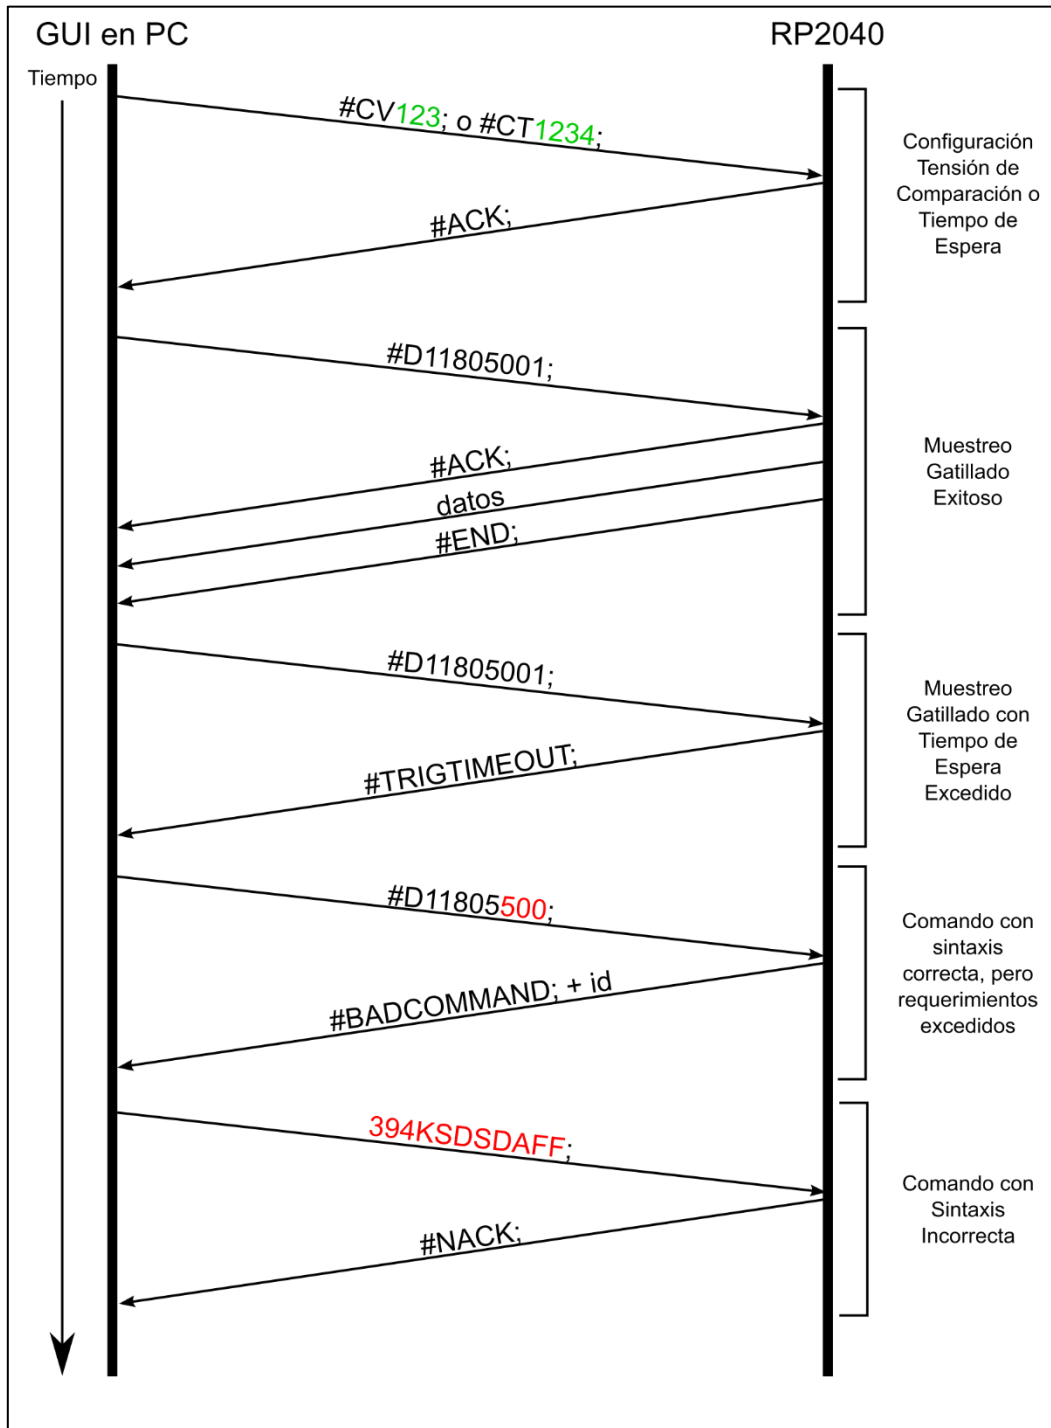 GUI en PC
RP2040
Tiempo
#CV123; o #CT1234;
#ACK;
Configuración
Tensión de
Comparación o
Tiempo de
Espera
#D11805001;
#ACK;
datos
#END;
Muestreo
Gatillado
Exitoso
#D11805001;
#TRIGTIMEOUT;
Muestreo
Gatillado con
Tiempo de
Espera
Excedido
#D11805500;
#BADCOMMAND; + id
Comando con
sintaxis
correcta, pero
requerimientos
excedidos
394KSDSDAFF;
#NACK;
Comando con
Sintaxis
Incorrecta